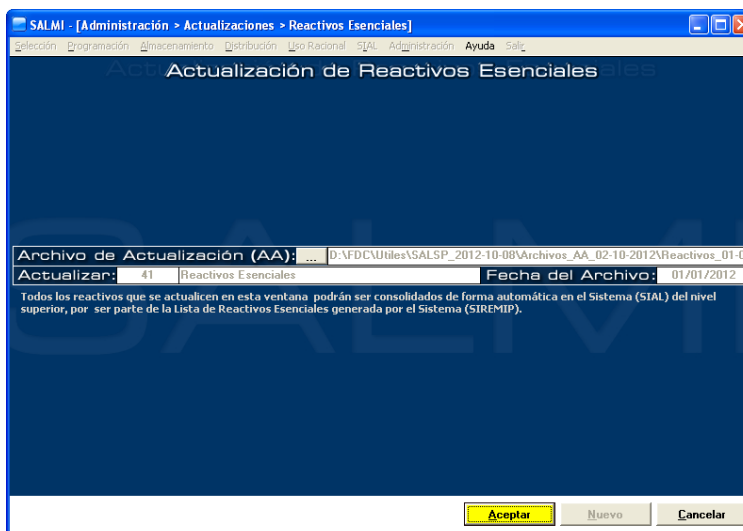 SALMI - [Administración > Actualizaciones > Reactivos Esenciales]
Selección Programación Almacenamiento Distribución Uso Racional SIAL Administración Ayuda Salir
Actualización de Reactivos Esenciales
Archivo de Actualización (AA): ... D:\FDC\Utiles\SALSP_2012-10-08\Archivos_AA_02-10-2012\Reactivos_01-0
Actualizar: 41 Reactivos Esenciales Fecha del Archivo: 01/01/2012
Todos los reactivos que se actualicen en esta ventana podrán ser consolidados de forma automática en el Sistema (SIAL) del nivel
superior, por ser parte de la Lista de Reactivos Esenciales generada por el Sistema (SIREMIP).
SALMI
Aceptar Nuevo Cancelar